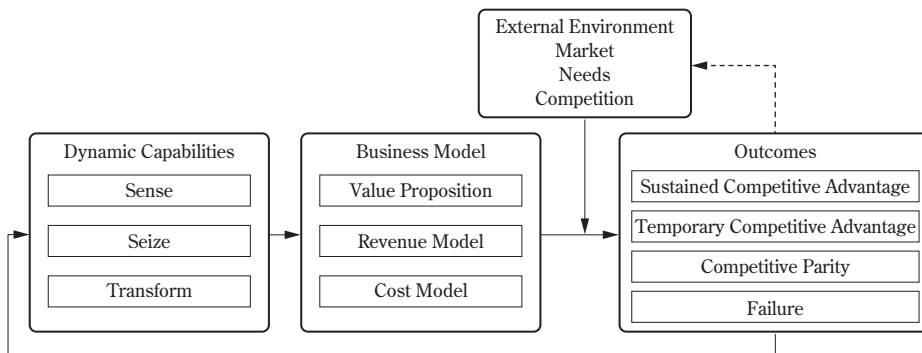 External Environment
Market
Needs
Competition
Dynamic Capabilities
Sense
Seize
Transform
Business Model
Value Proposition
Revenue Model
Cost Model
Outcomes
Sustained Competitive Advantage
Temporary Competitive Advantage
Competitive Parity
Failure